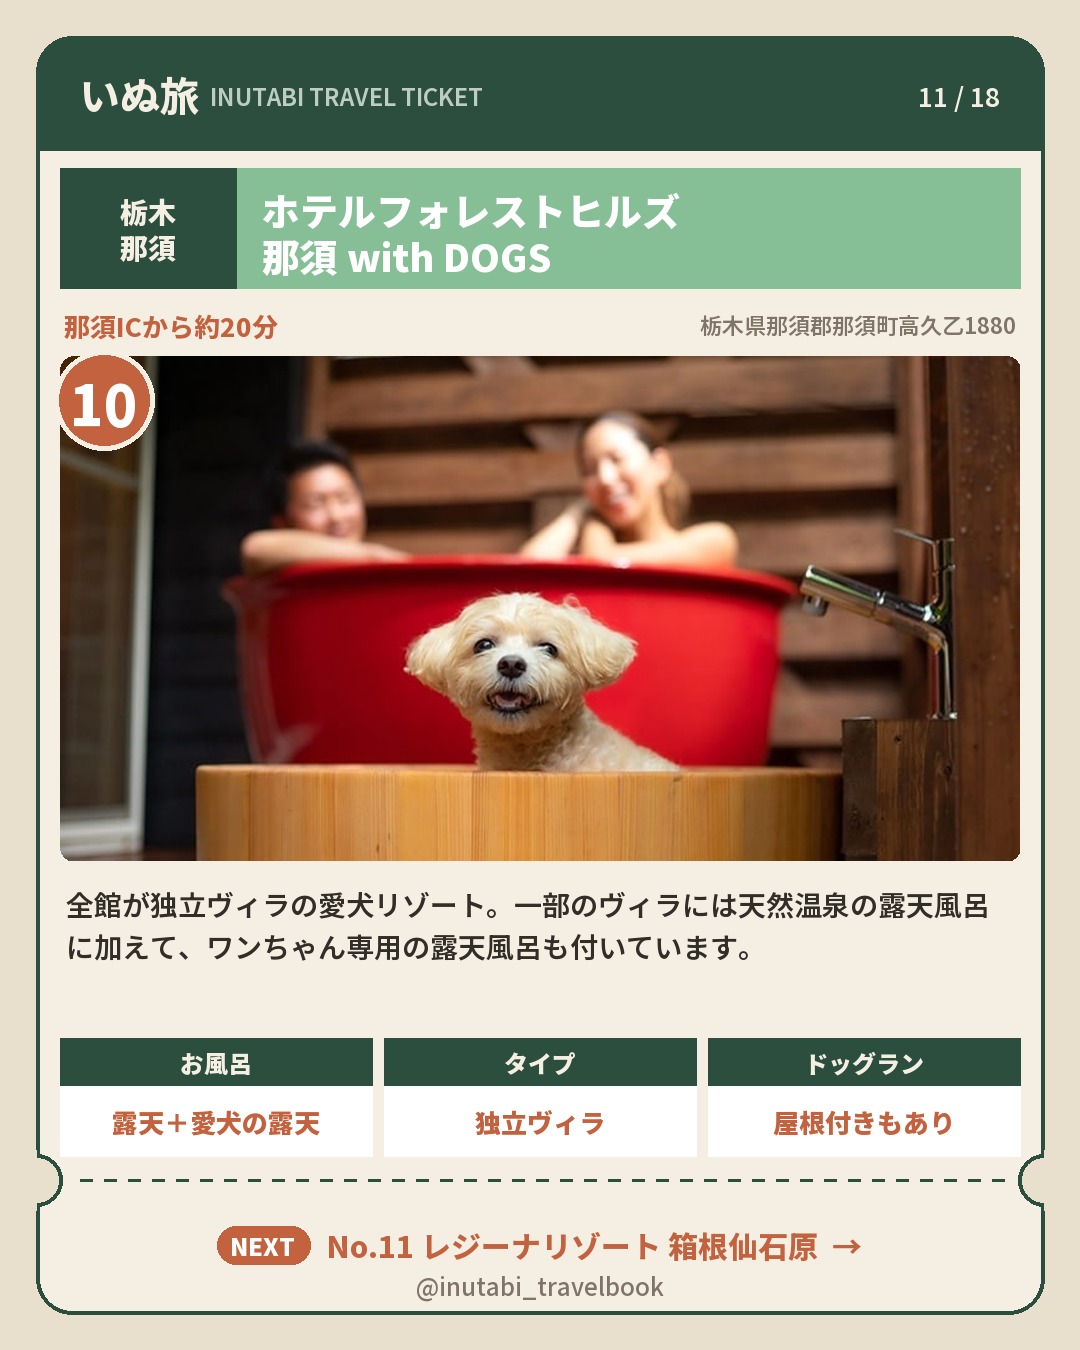 いぬ旅 INUTABI TRAVEL TICKET
11 / 18
栃木
那須
ホテルフォレストヒルズ
那須 with DOGS
那須ICから約20分
栃木県那須郡那須町高久乙1880
10
全館が独立ヴィラの愛犬リゾート。一部のヴィラには天然温泉の露天風呂
に加えて、ワンちゃん専用の露天風呂も付いています。
お風呂
露天＋愛犬の露天
タイプ
独立ヴィラ
ドッグラン
屋根付きもあり
NEXT No.11 レジーナリゾート 箱根仙石原 →
@inutabi_travelbook